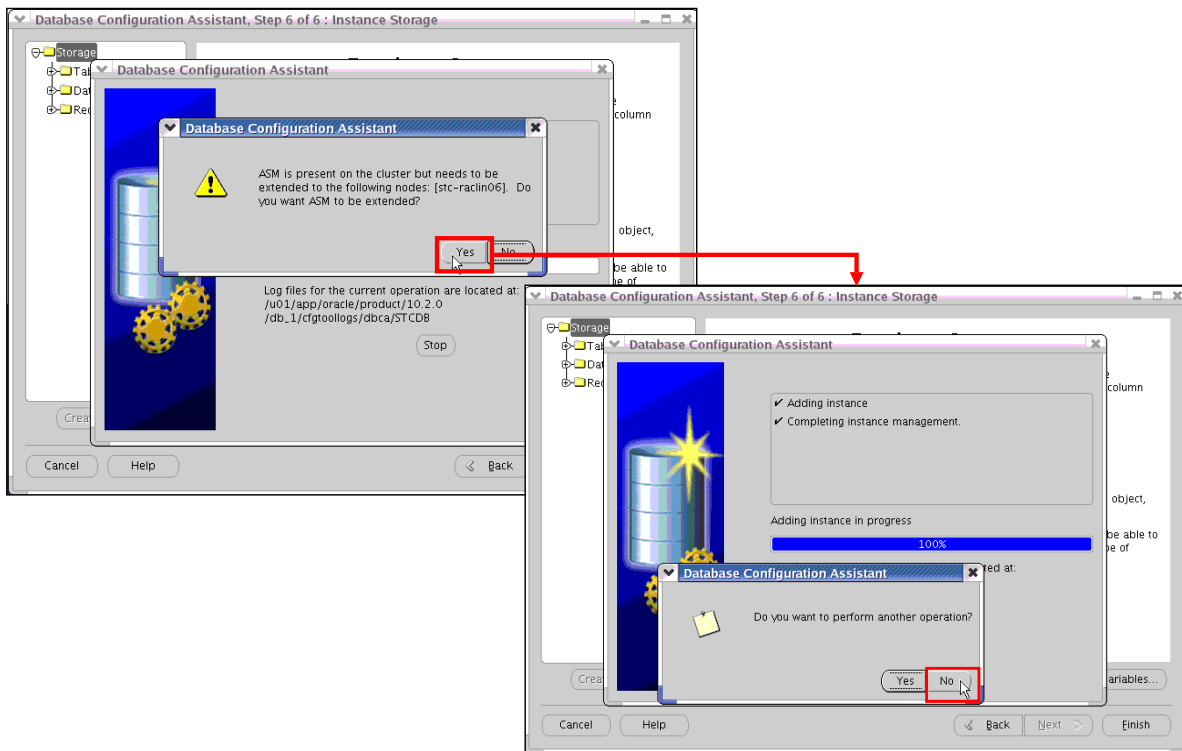 Database Configuration Assistant, Step 6 of 6 : Instance Storage
Storage
Database Configuration Assistant
column
Database Configuration Assistant
ASM is present on the cluster but needs to be
extended to the following nodes: [stc-raclin06]. Do
you want ASM to be extended?
Yes
No
object,
be able to
Log files for the current operation are located at:
/u01/app/oracle/product/10.2.0
/db_1/cfgtoollogs/dbca/STCDB
Stop
Cancel
Help
Back
Database Configuration Assistant, Step 6 of 6 : Instance Storage
Storage
Database Configuration Assistant
column
✔ Adding instance
✔ Completing instance management.
object,
Adding instance in progress
100%
be able to
Database Configuration Assistant
Do you want to perform another operation?
Yes
No
Cancel
Help
Back
Next
Finish